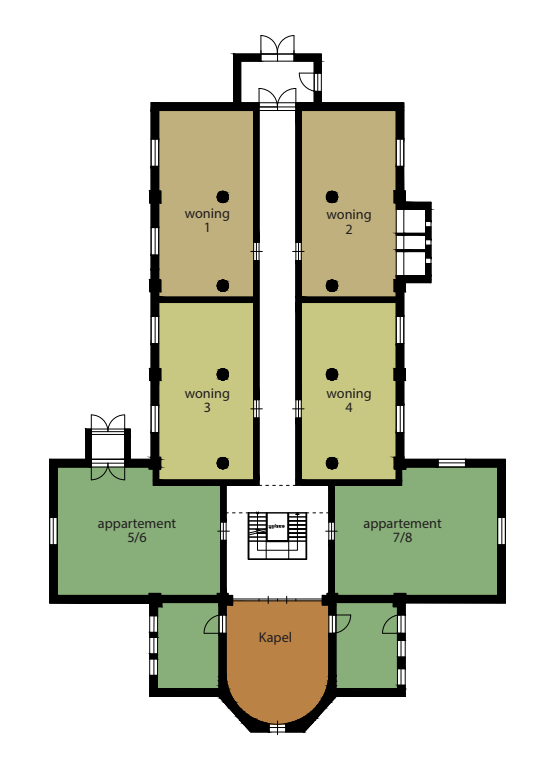 woning
1
woning
2
woning
3
woning
4
appartement
5/6
appartement
7/8
Kapel